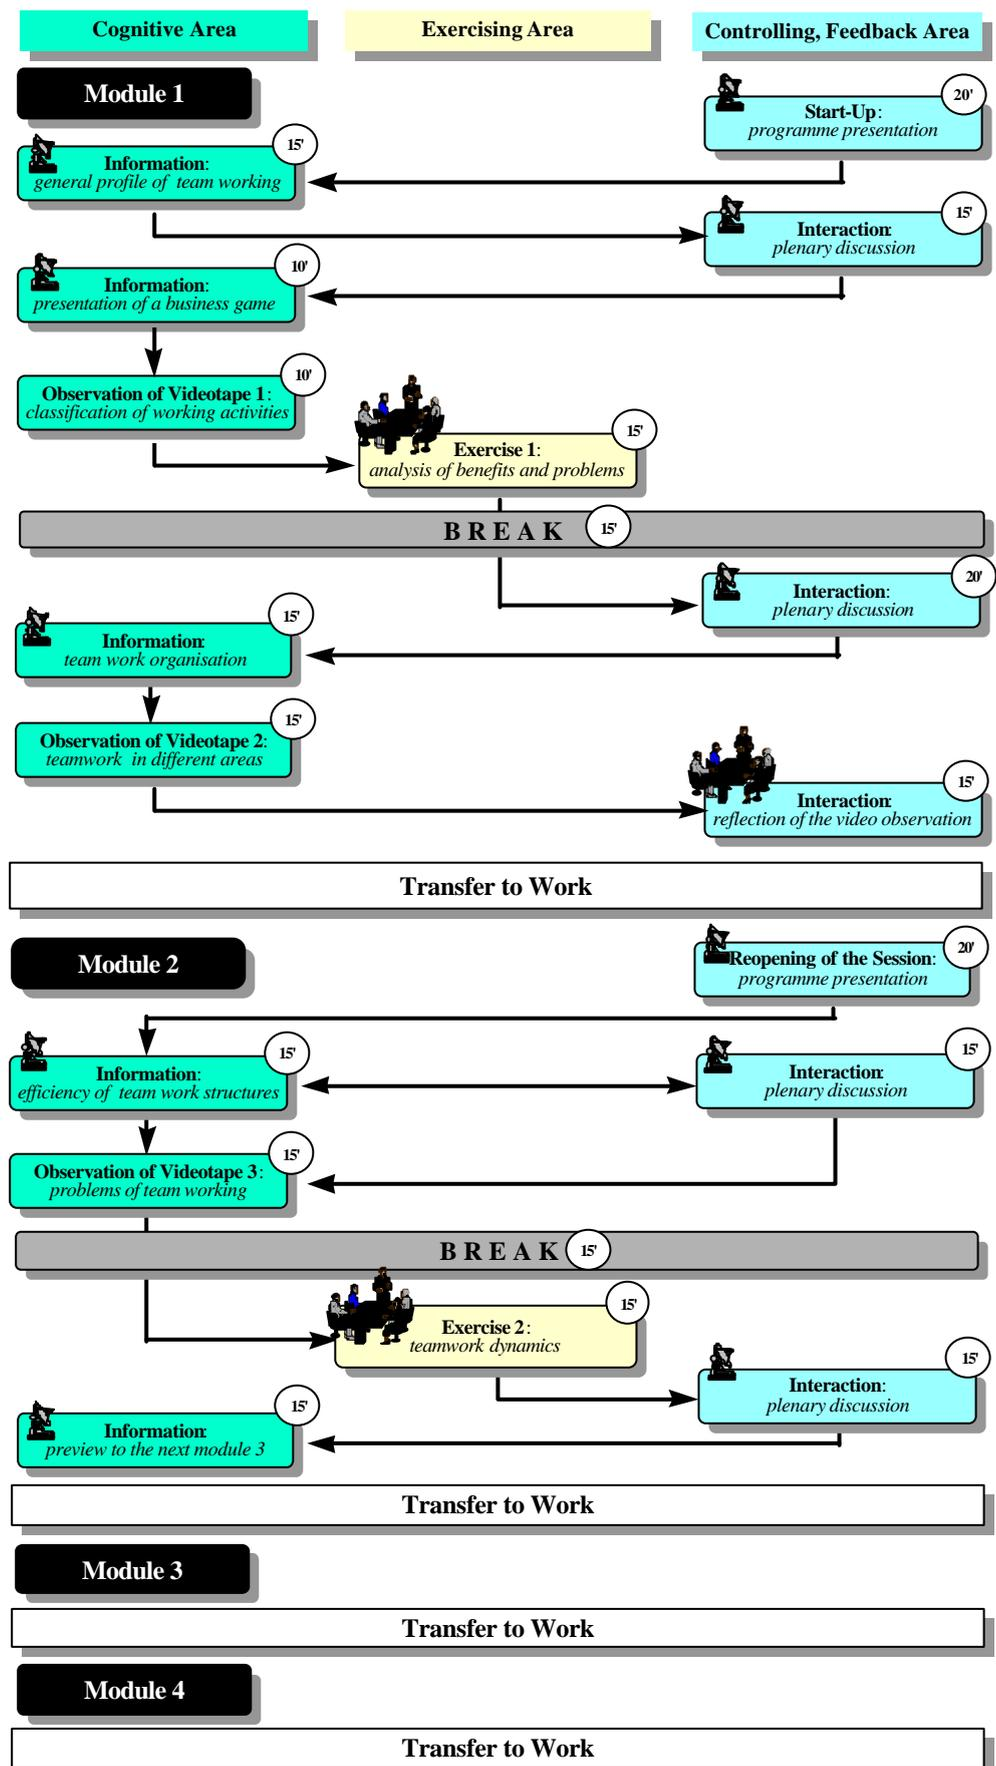 Cognitive Area
Exercising Area
Controlling, Feedback Area
Module 1
20'
Start-Up:
programme presentation
15'
Information:
general profile of team working
15'
Interaction:
plenary discussion
10'
Information:
presentation of a business game
10'
Observation of Videotape 1:
classification of working activities
15'
Exercise 1:
analysis of benefits and problems
BREAK 15'
20'
Interaction:
plenary discussion
15'
Information:
team work organisation
15'
Observation of Videotape 2:
teamwork in different areas
15'
Interaction:
reflection of the video observation
Transfer to Work
Module 2
20'
Reopening of the Session:
programme presentation
15'
Information:
efficiency of team work structures
15'
Interaction:
plenary discussion
15'
Observation of Videotape 3:
problems of team working
BREAK 15'
15'
Exercise 2:
teamwork dynamics
15'
Interaction:
plenary discussion
15'
Information:
preview to the next module 3
Transfer to Work
Module 3
Transfer to Work
Module 4
Transfer to Work